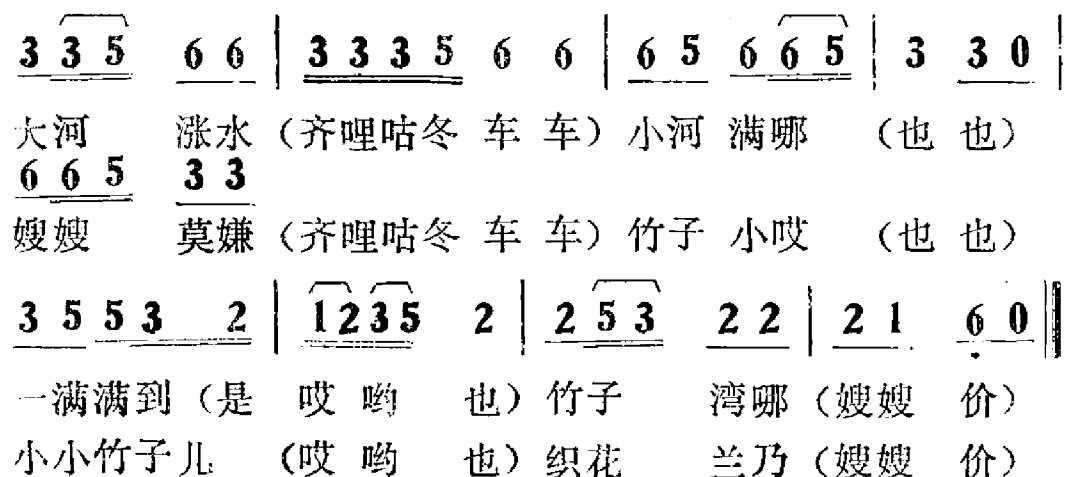 3 3 5 6 6 | 3 3 3 5 6 6 | 6 5 6 6 5 | 3 3 0 |
大河 涨水（齐哩咕冬 车 车）小河 满哪 （也 也）
6 6 5 3 3
嫂嫂 莫嫌（齐哩咕冬 车 车）竹子 小哎 （也 也）
3 5 5 3 2 | 1 2 3 5 2 | 2 5 3 2 2 | 2 1 6 0 ‖
一满满到（是 哎 哟 也）竹子 湾哪（嫂嫂 价）
小小竹子儿 （哎 哟 也）织花 兰乃（嫂嫂 价）